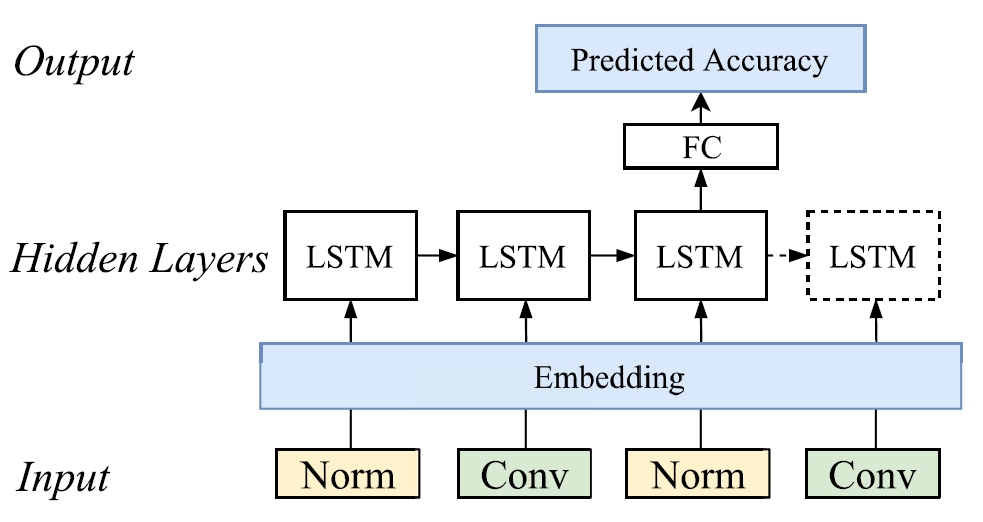 Output
Predicted Accuracy
FC
Hidden Layers
LSTM
LSTM
LSTM
LSTM
Embedding
Input
Norm
Conv
Norm
Conv